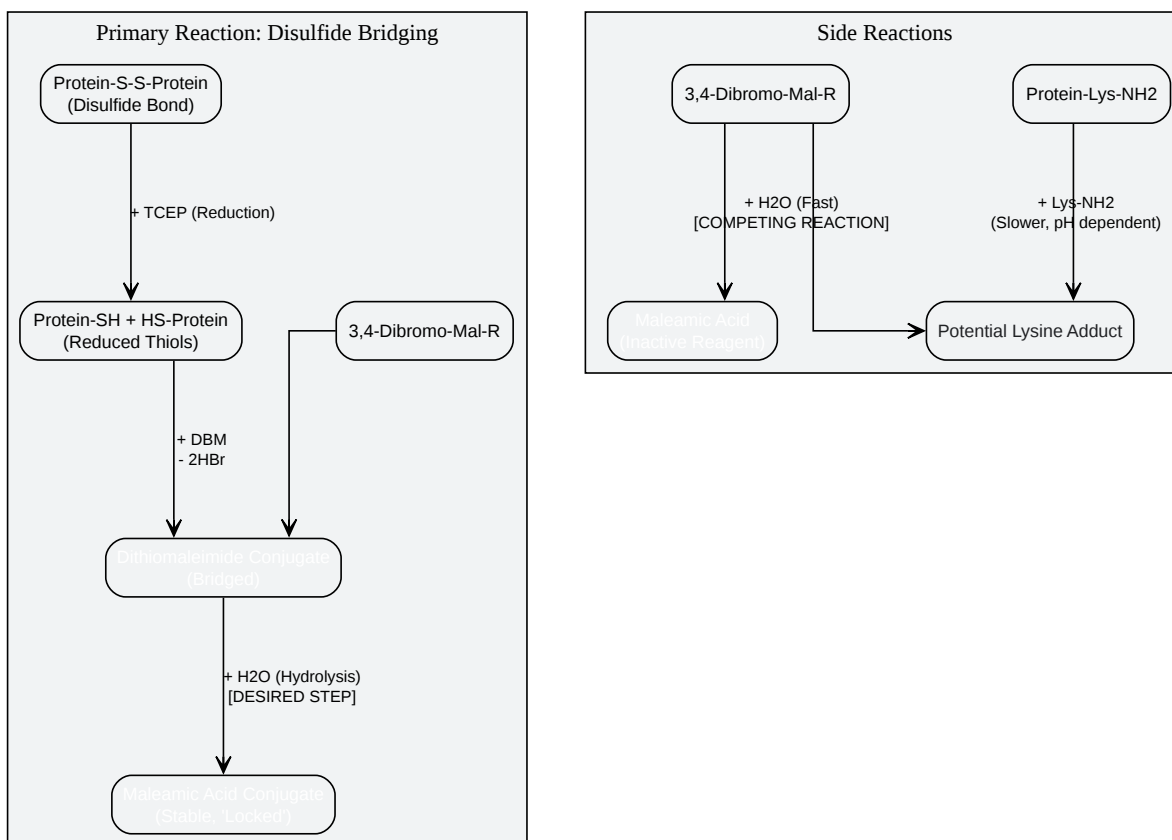 Primary Reaction: Disulfide Bridging
Protein-S-S-Protein
(Disulfide Bond)
+ TCEP (Reduction)
Protein-SH + HS-Protein
(Reduced Thiols)
3,4-Dibromo-Mal-R
+ DBM
- 2HBr
Dithiomaleimide Conjugate
(Bridged)
+ H2O (Hydrolysis)
[DESIRED STEP]
Maleamic Acid Conjugate
(Stable, 'Locked')
Side Reactions
3,4-Dibromo-Mal-R
Protein-Lys-NH2
+ H2O (Fast)
[COMPETING REACTION]
+ Lys-NH2
(Slower, pH dependent)
Maleamic Acid
(Inactive Reagent)
Potential Lysine Adduct